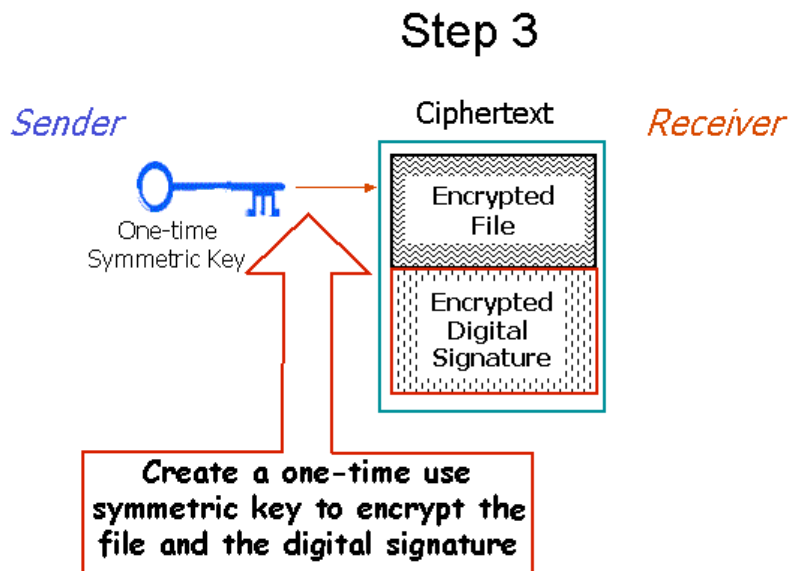 Step 3
Sender
Ciphertext
Receiver
One-time
Symmetric Key
Encrypted
File
Encrypted
Digital
Signature
Create a one-time use
symmetric key to encrypt the
file and the digital signature